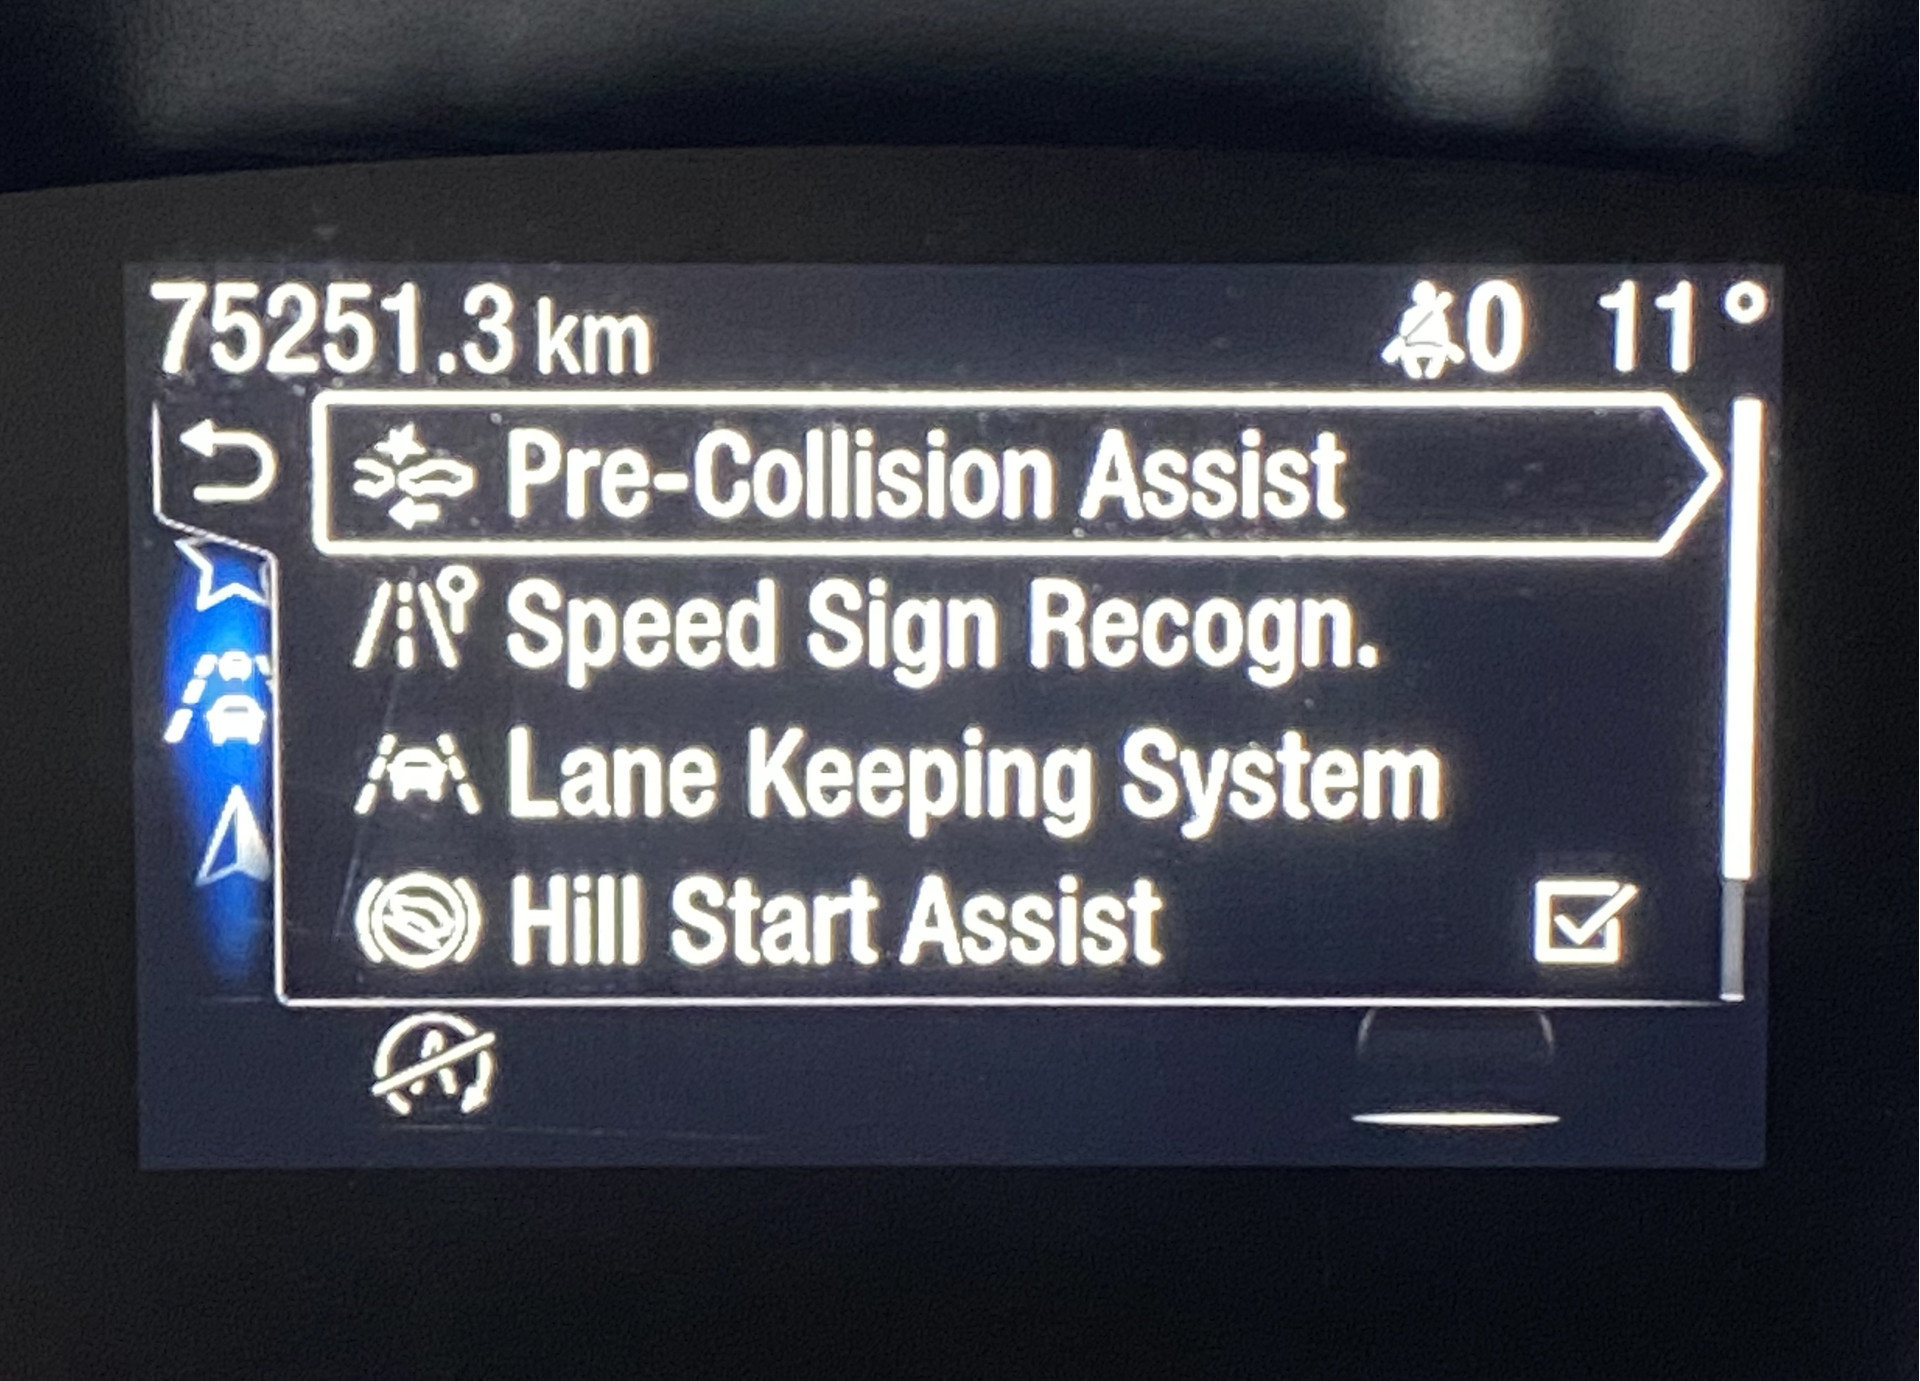 75251.3 km 0 11°
Pre-Collision Assist
Speed Sign Recogn.
Lane Keeping System
Hill Start Assist